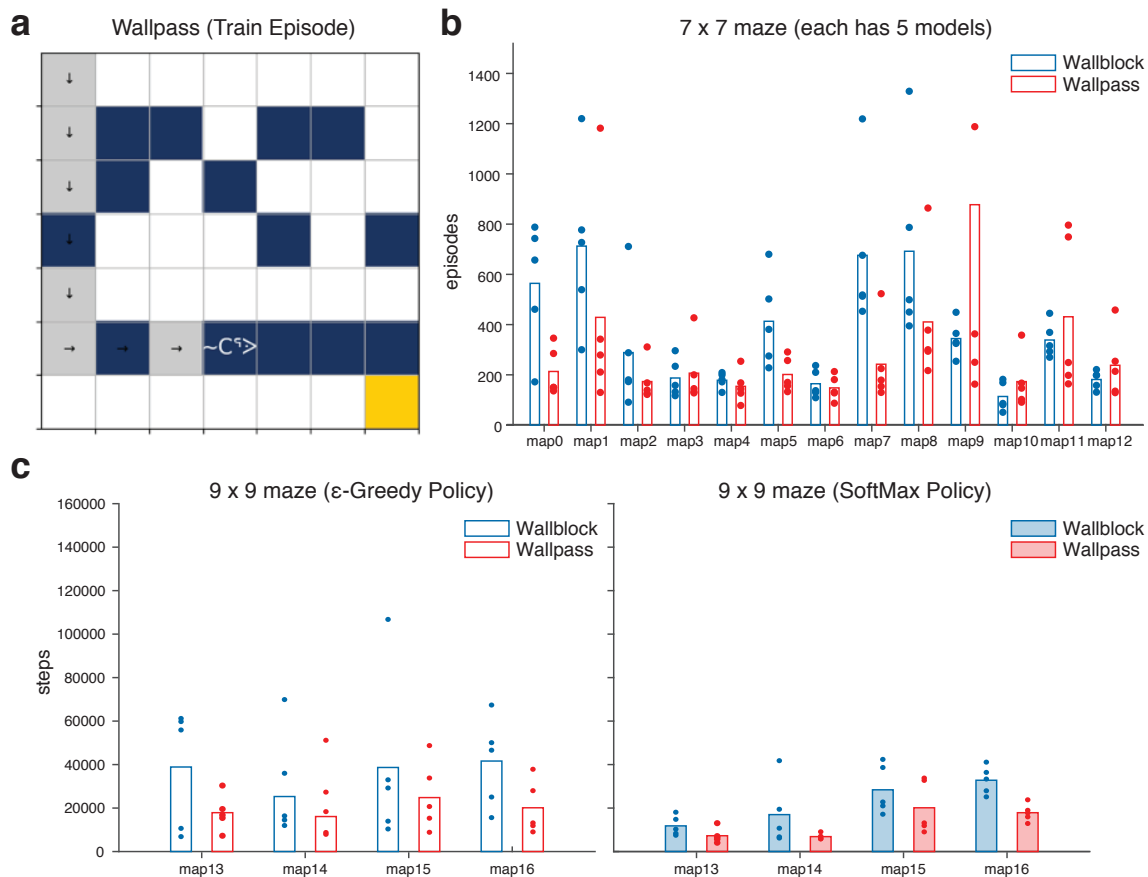 a
Wallpass (Train Episode)
↓
↓
↓
↓
↓
→ → →
b
7 x 7 maze (each has 5 models)
Wallblock
Wallpass
episodes
1400
1200
1000
800
600
400
200
0
map0 map1 map2 map3 map4 map5 map6 map7 map8 map9 map10 map11 map12
c
9 x 9 maze (ε-Greedy Policy)
Wallblock
Wallpass
steps
160000
140000
120000
100000
80000
60000
40000
20000
0
map13 map14 map15 map16
9 x 9 maze (SoftMax Policy)
Wallblock
Wallpass
map13 map14 map15 map16